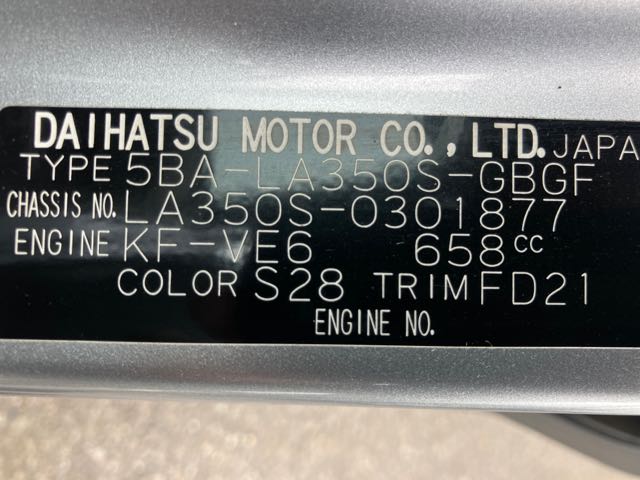 DAIHATSU MOTOR CO., LTD. JAPAN
TYPE 5BA-LA350S-GBGF
CHASSIS NO. LA350S-0301877
ENGINE KF-VE6 658cc
COLOR S28 TRIM FD21
ENGINE NO.